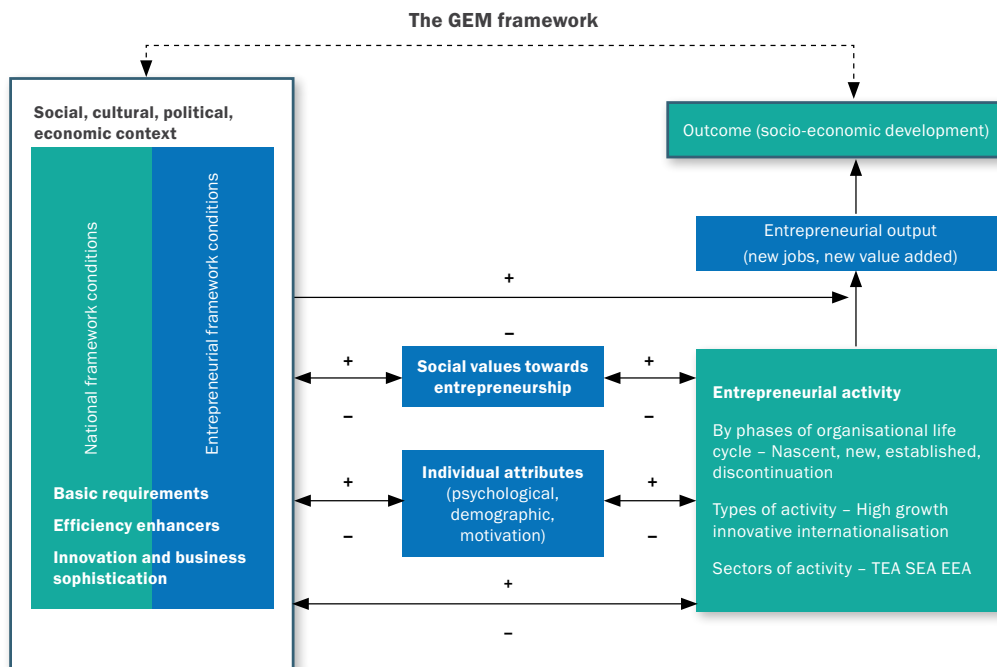 The GEM framework
Social, cultural, political,
economic context
National framework conditions
Entrepreneurial framework conditions
Basic requirements
Efficiency enhancers
Innovation and business
sophistication
Outcome (socio-economic development)
Entrepreneurial output
(new jobs, new value added)
+
–
+
Social values towards
entrepreneurship
+
–
–
+
Individual attributes
(psychological,
demographic,
motivation)
+
–
–
+
–
Entrepreneurial activity
By phases of organisational life
cycle – Nascent, new, established,
discontinuation
Types of activity – High growth
innovative internationalisation
Sectors of activity – TEA SEA EEA